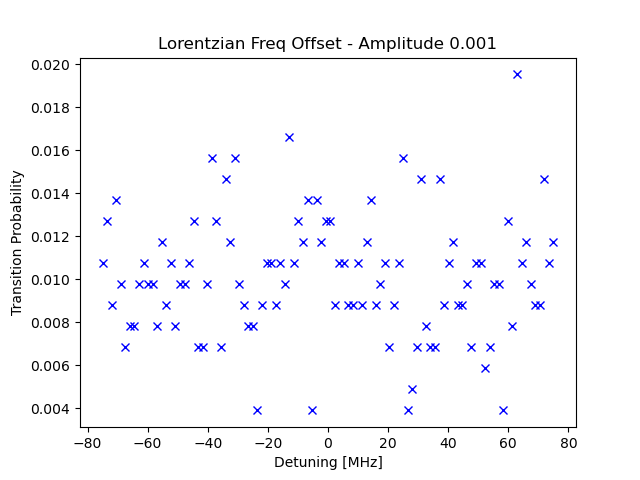 Lorentzian Freq Offset - Amplitude 0.001
0.020
0.018
0.016
0.014
0.012
0.010
0.008
0.006
0.004
Transition Probability
−80 −60 −40 −20 0 20 40 60 80
Detuning [MHz]